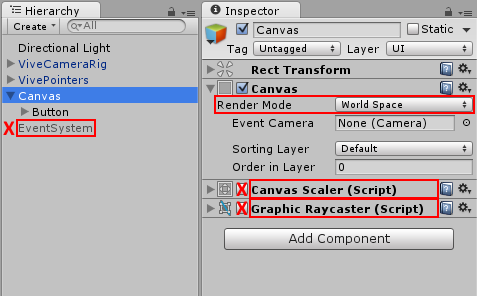 Hierarchy
Create
All
Directional Light
ViveCameraRig
VivePointers
Canvas
Button
X EventSystem
Inspector
Canvas
Static
Tag Untagged Layer UI
Rect Transform
Canvas
Render Mode World Space
Event Camera None (Camera)
Sorting Layer Default
Order in Layer 0
X Canvas Scaler (Script)
X Graphic Raycaster (Script)
Add Component